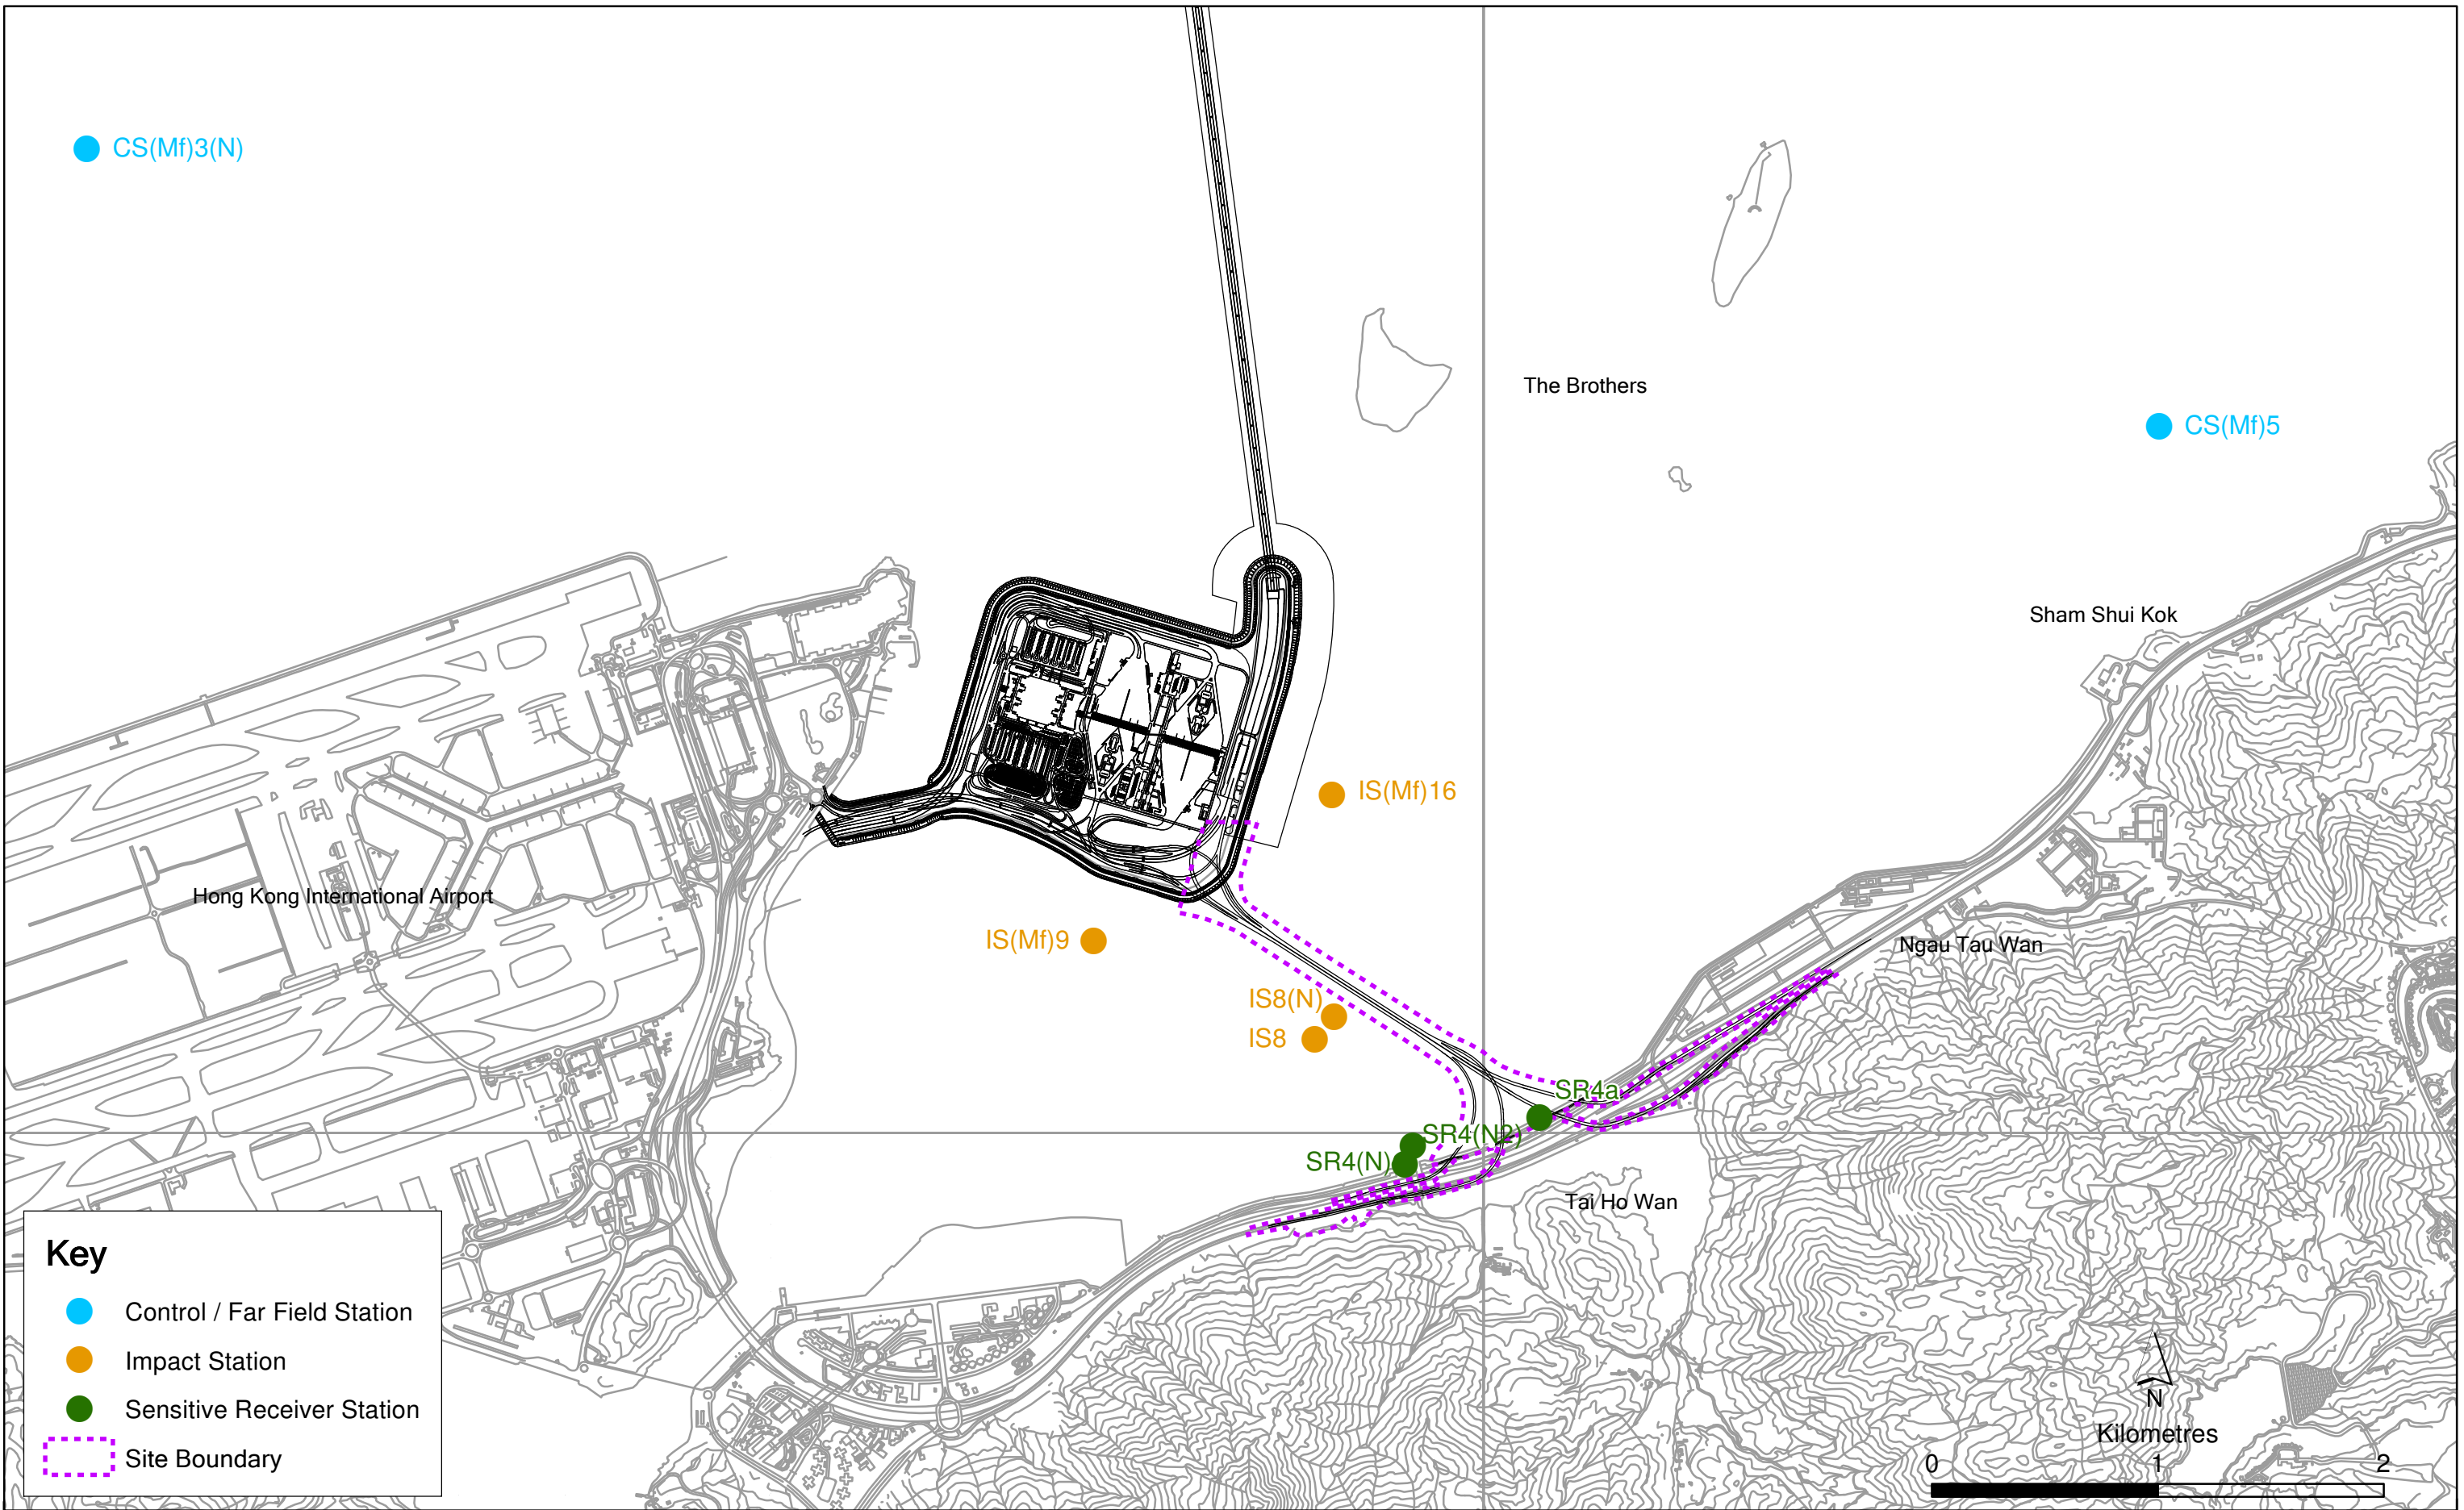 CS(Mf)3(N)
The Brothers
CS(Mf)5
Sham Shui Kok
IS(Mf)16
Hong Kong International Airport
IS(Mf)9
Ngau Tau Wan
IS8(N)
IS8
SR4a
SR4(N2)
SR4(N)
Tai Ho Wan
Key
Control / Far Field Station
Impact Station
Sensitive Receiver Station
Site Boundary
N
Kilometres
0 1 2